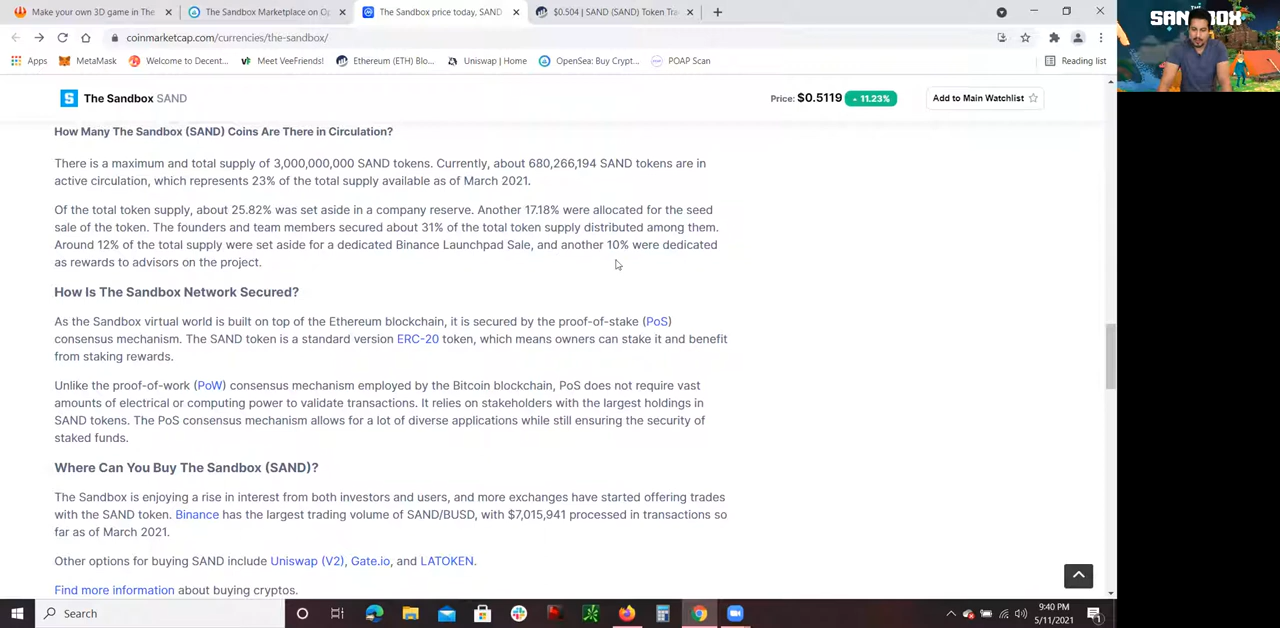 Make your own 3D game in The
The Sandbox Marketplace on Op
The Sandbox price today, SAND
$0.504 | SAND (SAND) Token Tra
coinmarketcap.com/currencies/the-sandbox/
Apps
MetaMask
Welcome to Decent...
Meet VeeFriends!
Ethereum (ETH) Blo...
Uniswap | Home
OpenSea: Buy Crypt...
POAP Scan
Reading list
S The Sandbox SAND
Price: $0.5119
11.23%
Add to Main Watchlist
How Many The Sandbox (SAND) Coins Are There in Circulation?
There is a maximum and total supply of 3,000,000,000 SAND tokens. Currently, about 680,266,194 SAND tokens are in
active circulation, which represents 23% of the total supply available as of March 2021.
Of the total token supply, about 25.82% was set aside in a company reserve. Another 17.18% were allocated for the seed
sale of the token. The founders and team members secured about 31% of the total token supply distributed among them.
Around 12% of the total supply were set aside for a dedicated Binance Launchpad Sale, and another 10% were dedicated
as rewards to advisors on the project.
How Is The Sandbox Network Secured?
As the Sandbox virtual world is built on top of the Ethereum blockchain, it is secured by the proof-of-stake (PoS)
consensus mechanism. The SAND token is a standard version ERC-20 token, which means owners can stake it and benefit
from staking rewards.
Unlike the proof-of-work (PoW) consensus mechanism employed by the Bitcoin blockchain, PoS does not require vast
amounts of electrical or computing power to validate transactions. It relies on stakeholders with the largest holdings in
SAND tokens. The PoS consensus mechanism allows for a lot of diverse applications while still ensuring the security of
staked funds.
Where Can You Buy The Sandbox (SAND)?
The Sandbox is enjoying a rise in interest from both investors and users, and more exchanges have started offering trades
with the SAND token. Binance has the largest trading volume of SAND/BUSD, with $7,015,941 processed in transactions so
far as of March 2021.
Other options for buying SAND include Uniswap (V2), Gate.io, and LATOKEN.
Find more information about buying cryptos.
Search
9:40 PM
5/11/2021
1